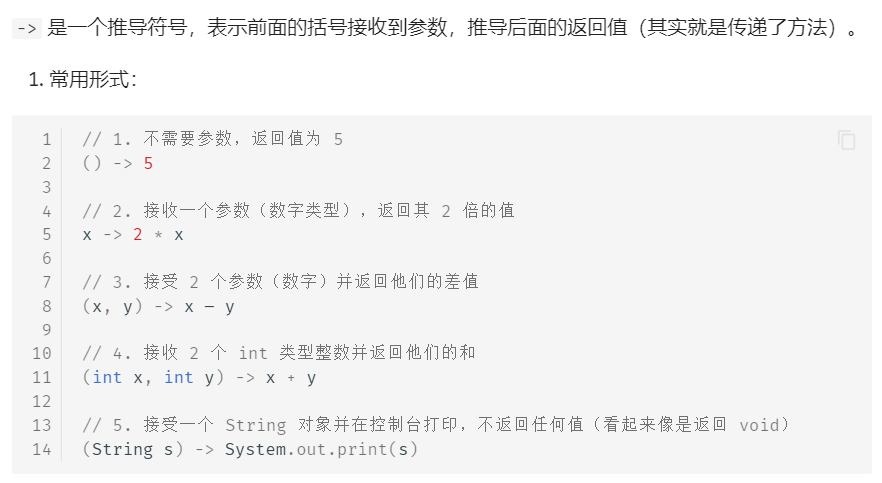 -> 是一个推导符号，表示前面的括号接收到参数，推导后面的返回值（其实就是传递了方法）。
1. 常用形式：
1 // 1. 不需要参数，返回值为 5
2 () -> 5
3
4 // 2. 接收一个参数（数字类型），返回其 2 倍的值
5 x -> 2 * x
6
7 // 3. 接受 2 个参数（数字）并返回他们的差值
8 (x, y) -> x – y
9
10 // 4. 接收 2 个 int 类型整数并返回他们的和
11 (int x, int y) -> x + y
12
13 // 5. 接受一个 String 对象并在控制台打印，不返回任何值（看起来像是返回 void）
14 (String s) -> System.out.print(s)